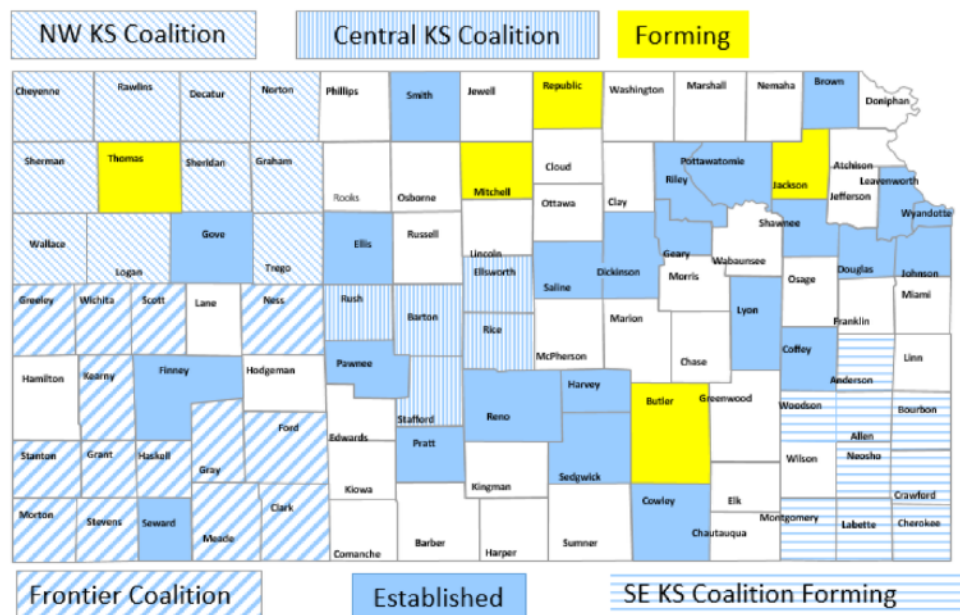 NW KS Coalition Central KS Coalition Forming
Cheyenne Rawlins Decatur Norton Phillips Smith Jewell Republic Washington Marshall Nemaha Brown
Doniphan
Sherman Thomas Sheridan Graham Rooks Osborne Mitchell Cloud Clay Riley Pottawatomie Jackson Atchison
Ottawa Jefferson Leavenworth
Wyandotte
Wallace Logan Gove Trego Ellis Russell Lincoln Saline Dickinson Geary Wabaunsee Shawnee Douglas Johnson
Ellsworth Morris Osage
Greeley Wichita Scott Lane Ness Rush Barton Rice McPherson Marion Chase Lyon Franklin Miami
Hamilton Kearny Finney Hodgeman Pawnee Stafford Reno Harvey Butler Greenwood Coffey Anderson Linn
Woodson Allen Bourbon
Stanton Grant Haskell Gray Ford Edwards Pratt Kingman Sedgwick Wilson Neosho Crawford
Kiowa Elk
Morton Stevens Seward Meade Clark Comanche Barber Harper Sumner Cowley Chautauqua Montgomery Labette Cherokee
Frontier Coalition Established SE KS Coalition Forming